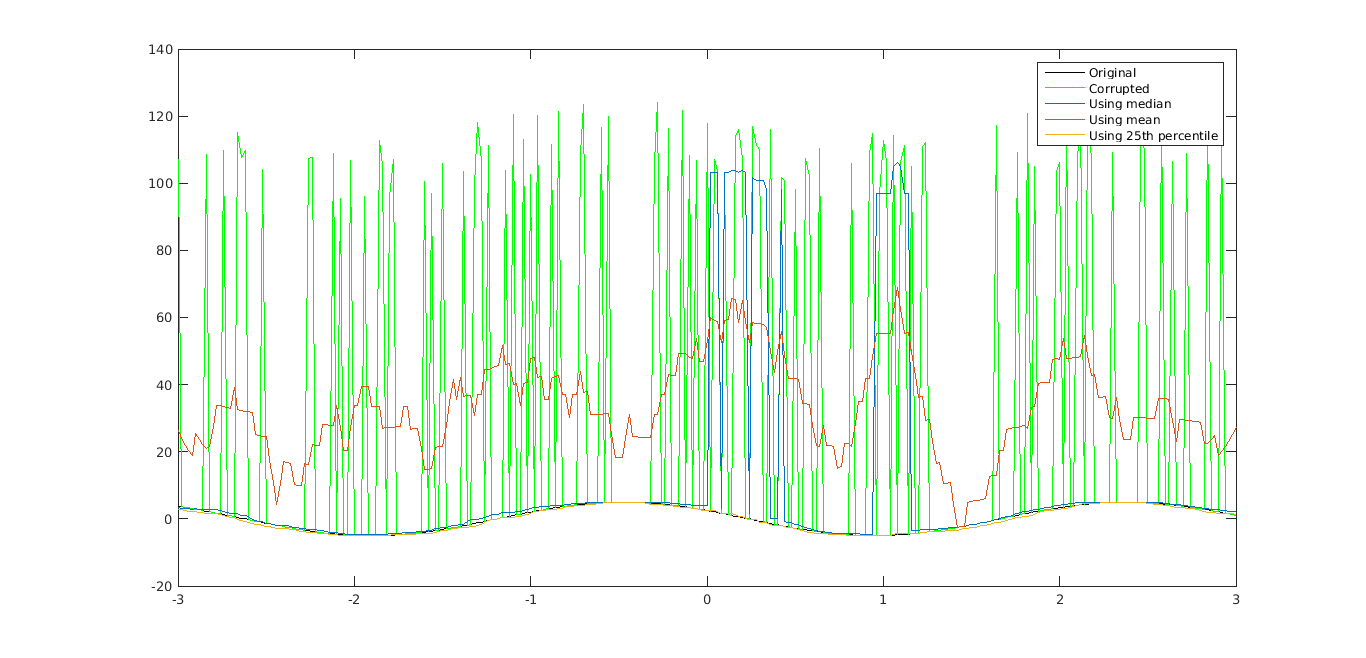 140
120
100
80
60
40
20
0
-20
-3 -2 -1 0 1 2 3
Original
Corrupted
Using median
Using mean
Using 25th percentile